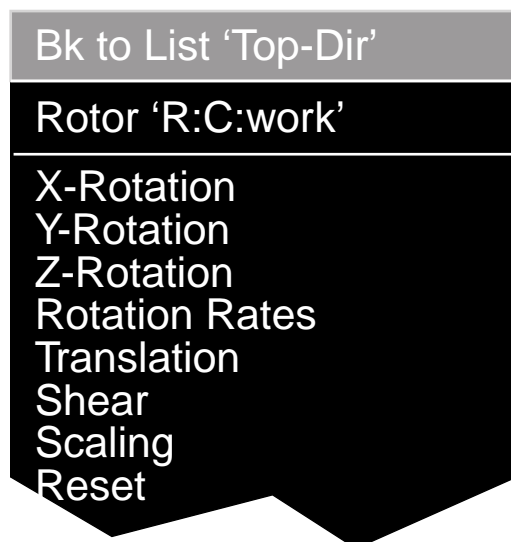 Bk to List ‘Top-Dir’
Rotor ‘R:C:work’
X-Rotation
Y-Rotation
Z-Rotation
Rotation Rates
Translation
Shear
Scaling
Reset